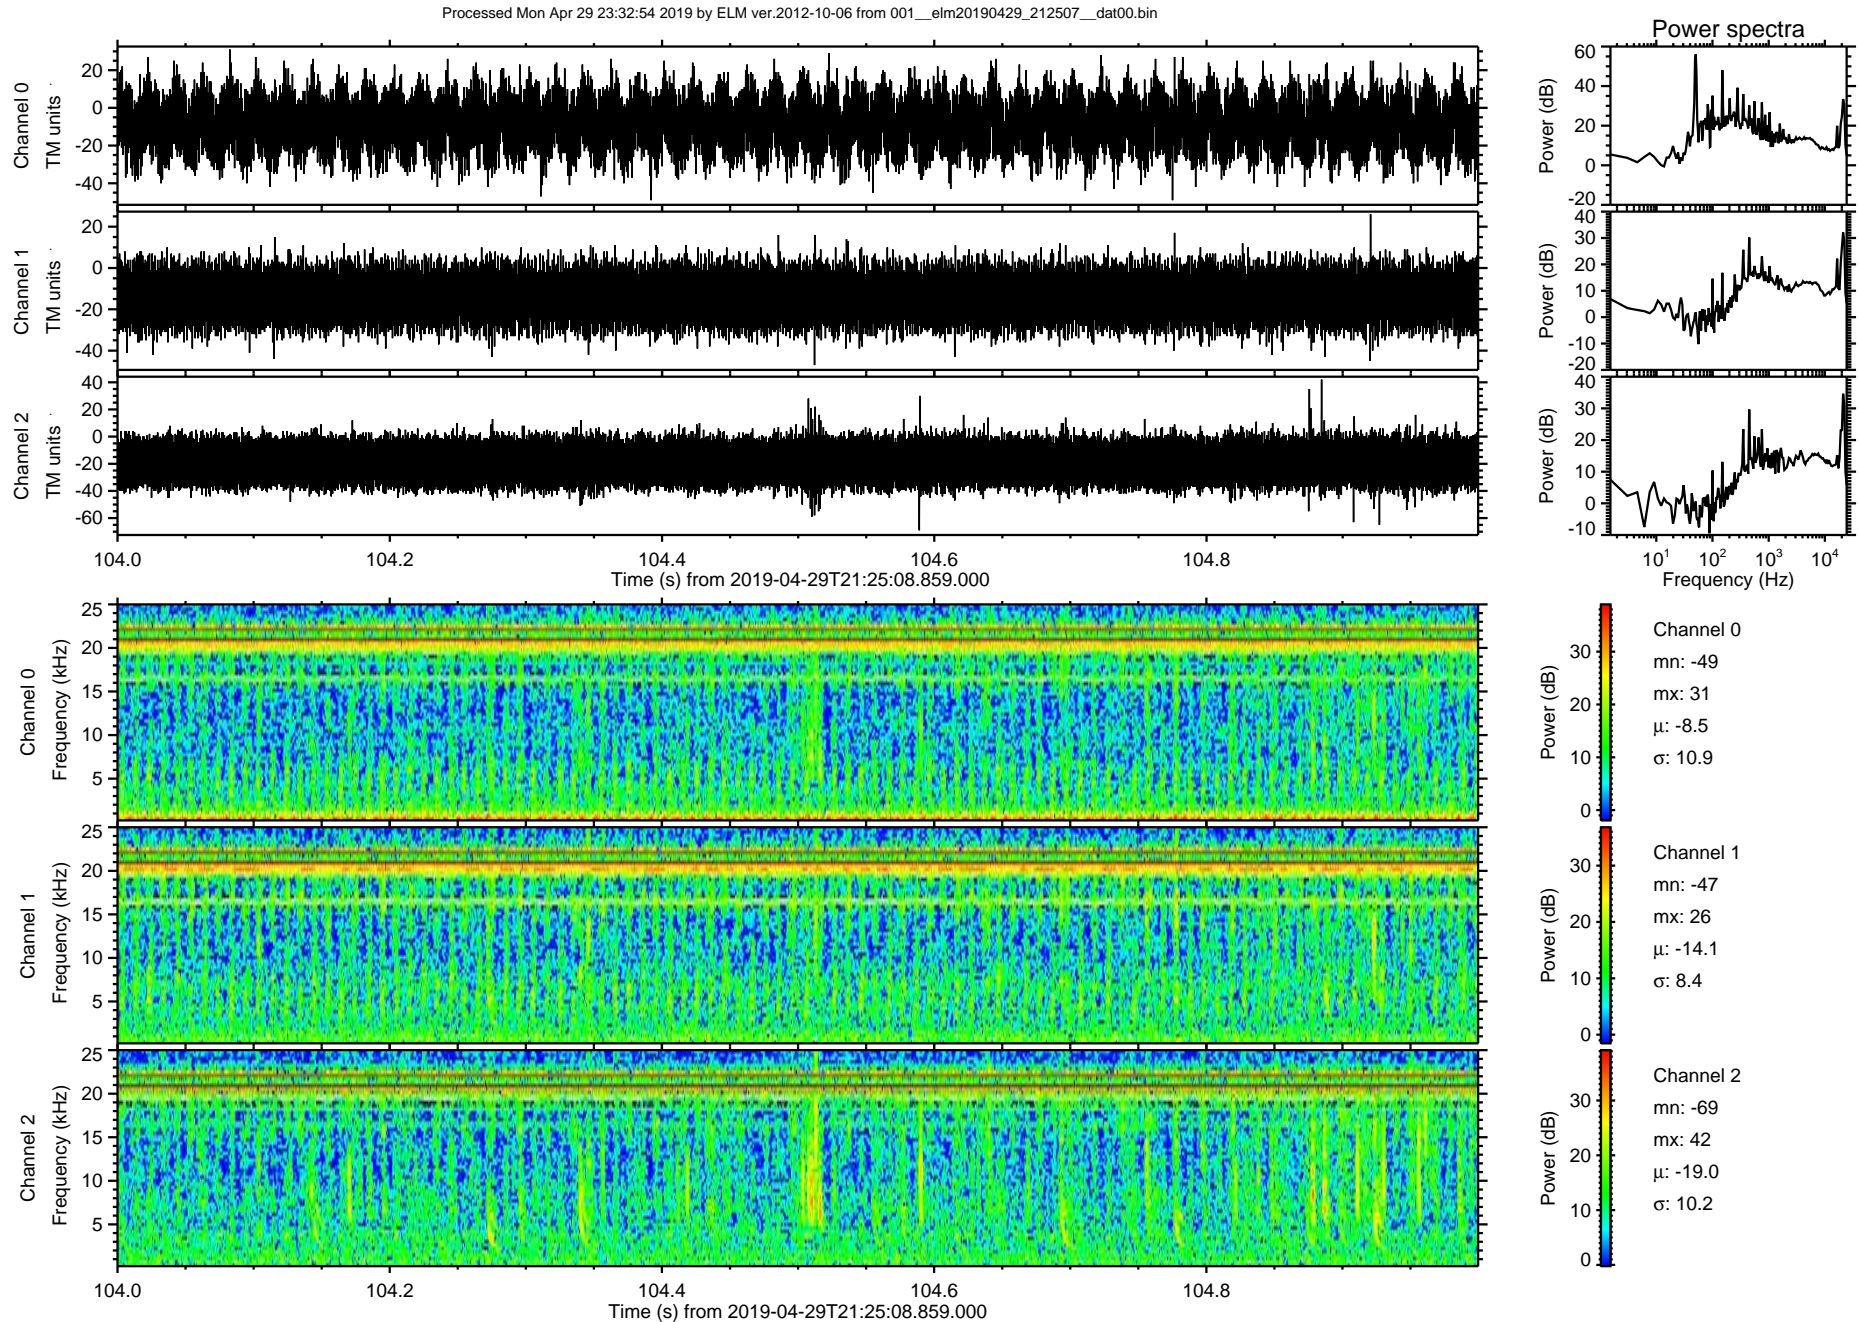 Processed Mon Apr 29 23:32:54 2019 by ELM ver.2012-10-06 from 001__elm20190429_212507__dat00.bin
Power spectra
Channel 0
TM units
20
0
-20
-40
Power (dB)
60
40
20
0
-20
Channel 1
TM units
20
0
-20
-40
Power (dB)
40
30
20
10
0
-10
-20
Channel 2
TM units
40
20
0
-20
-40
-60
Power (dB)
40
30
20
10
0
-10
104.0 104.2 104.4 104.6 104.8
Time (s) from 2019-04-29T21:25:08.859.000
10^1 10^2 10^3 10^4
Frequency (Hz)
Channel 0
Frequency (kHz)
25
20
15
10
5
Power (dB)
30
20
10
0
Channel 0
mn: -49
mx: 31
μ: -8.5
σ: 10.9
Channel 1
Frequency (kHz)
25
20
15
10
5
Power (dB)
30
20
10
0
Channel 1
mn: -47
mx: 26
μ: -14.1
σ: 8.4
Channel 2
Frequency (kHz)
25
20
15
10
5
Power (dB)
30
20
10
0
Channel 2
mn: -69
mx: 42
μ: -19.0
σ: 10.2
104.0 104.2 104.4 104.6 104.8
Time (s) from 2019-04-29T21:25:08.859.000